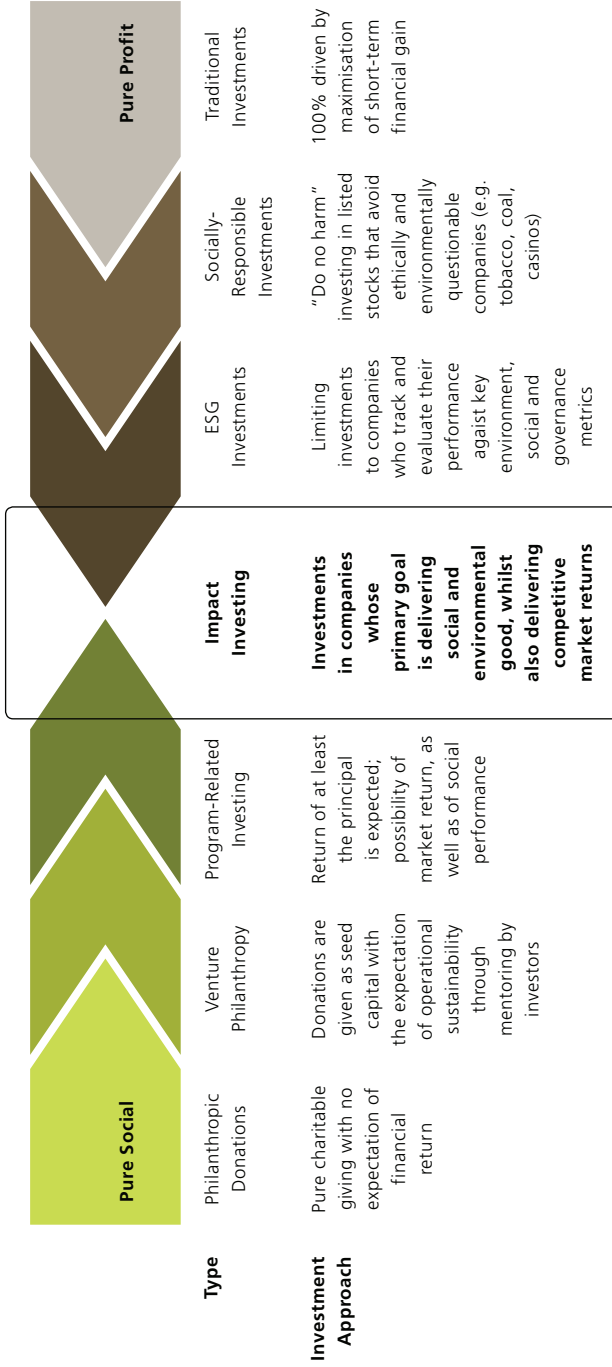 Pure Social
Pure Profit
Type
Philanthropic
Donations
Venture
Philanthropy
Program-Related
Investing
Impact
Investing
ESG
Investments
Socially-
Responsible
Investments
Traditional
Investments
Investment
Approach
Pure charitable
giving with no
expectation of
financial
return
Donations are
given as seed
capital with
the expectation
of operational
sustainability
through
mentoring by
investors
Return of at least
the principal
is expected;
possibility of
market return, as
well as of social
performance
Investments
in companies
whose
primary goal
is delivering
social and
environmental
good, whilst
also delivering
competitive
market returns
Limiting
investments
to companies
who track and
evaluate their
performance
agaist key
environment,
social and
governance
metrics
“Do no harm”
investing in listed
stocks that avoid
ethically and
environmentally
questionable
companies (e.g.
tobacco, coal,
casinos)
100% driven by
maximisation
of short-term
financial gain